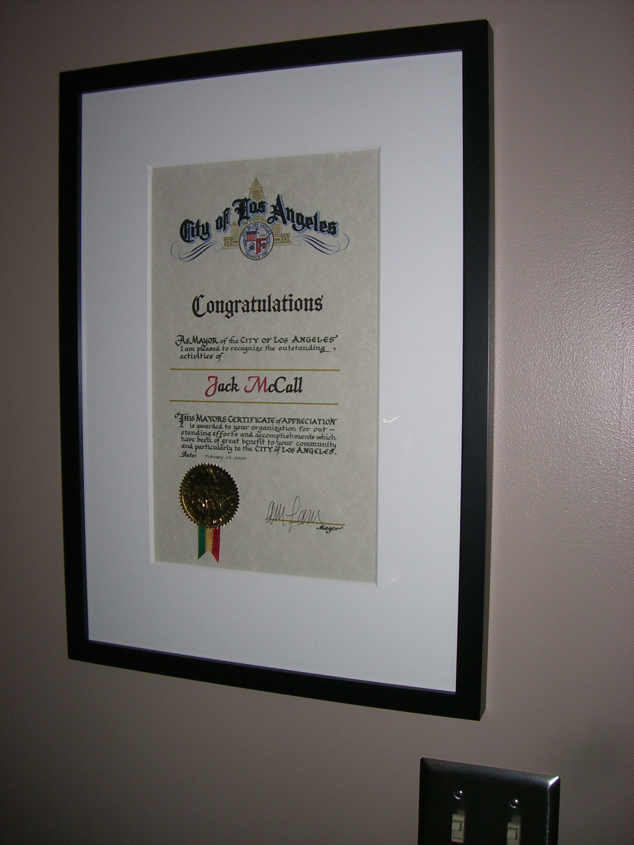 City of Los Angeles
Congratulations
As MAYOR of the CITY OF LOS ANGELES
I am pleased to recognize the outstanding
activities of
Jack McCall
THIS MAYORS CERTIFICATE of APPRECIATION
is awarded to your organization for out-
standing efforts and accomplishments which
have been of great benefit to your community
and particularly to the CITY OF LOS ANGELES.
Date:
Mayor